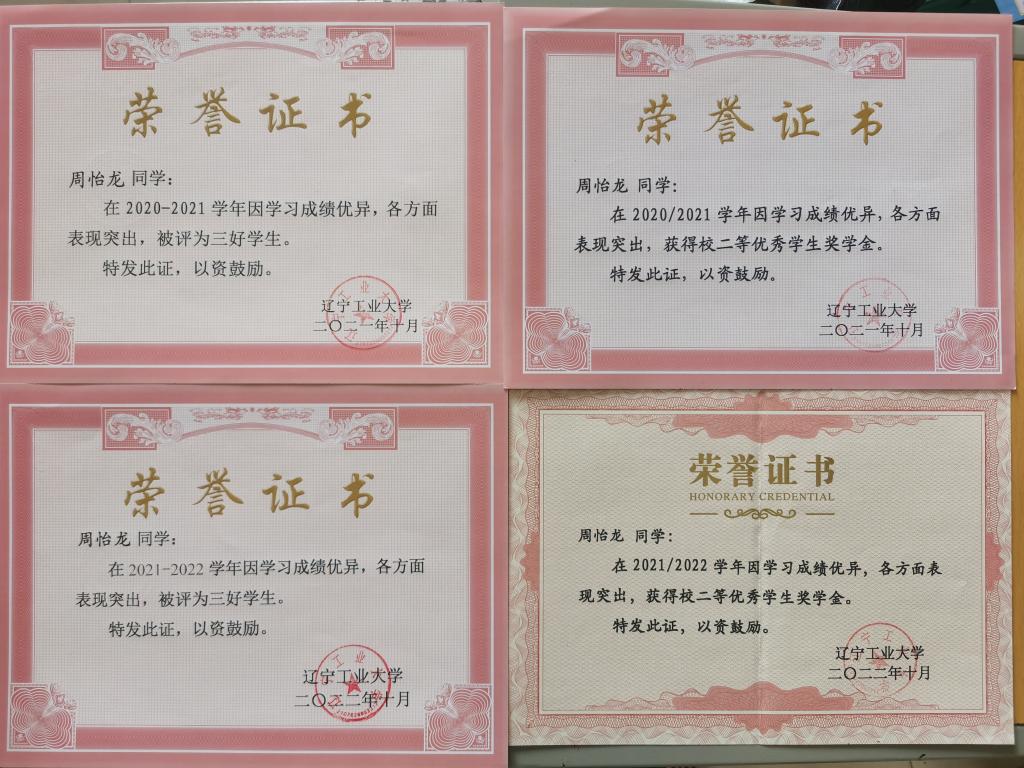 荣誉证书
周怡龙 同学：
在 2020-2021 学年因学习成绩优异，各方面
表现突出，被评为三好学生。
特发此证，以资鼓励。
辽宁工业大学
二〇二一年十月
荣誉证书
周怡龙 同学：
在 2020/2021 学年因学习成绩优异，各方面
表现突出，获得校二等优秀学生奖学金。
特发此证，以资鼓励。
辽宁工业大学
二〇二一年十月
荣誉证书
周怡龙 同学：
在 2021-2022 学年因学习成绩优异，各方面
表现突出，被评为三好学生。
特发此证，以资鼓励。
辽宁工业大学
二〇二二年十月
荣誉证书
HONORARY CREDENTIAL
周怡龙 同学：
在 2021/2022 学年因学习成绩优异，各方面表
现突出，获得校二等优秀学生奖学金。
特发此证，以资鼓励。
辽宁工业大学
二〇二二年十月